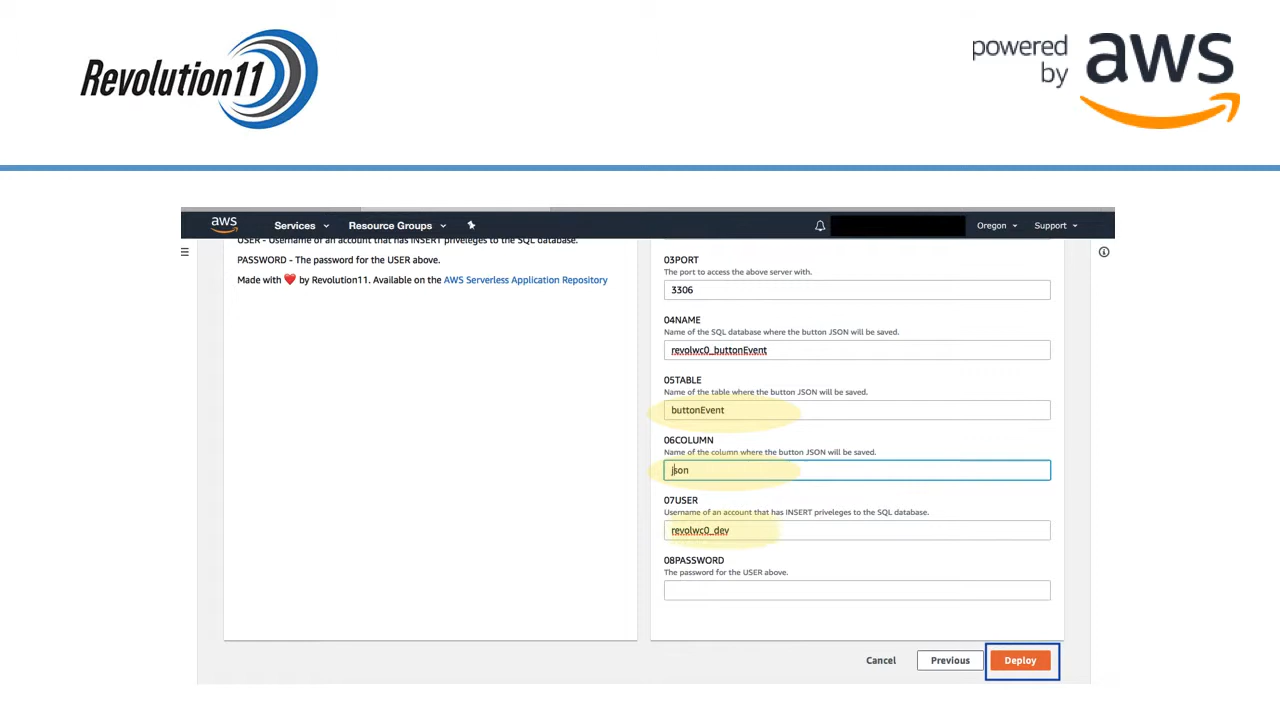 Revolution11
powered
by
aws
aws
Services
Resource Groups
Oregon
Support
USER - Username of an account that has INSERT priveleges to the SQL database.
PASSWORD - The password for the USER above.
Made with ❤️ by Revolution11. Available on the AWS Serverless Application Repository
03PORT
The port to access the above server with.
3306
04NAME
Name of the SQL database where the button JSON will be saved.
revolwc0_buttonEvent
05TABLE
Name of the table where the button JSON will be saved.
buttonEvent
06COLUMN
Name of the column where the button JSON will be saved.
json
07USER
Username of an account that has INSERT priveleges to the SQL database.
revolwc0_dev
08PASSWORD
The password for the USER above.
Cancel
Previous
Deploy